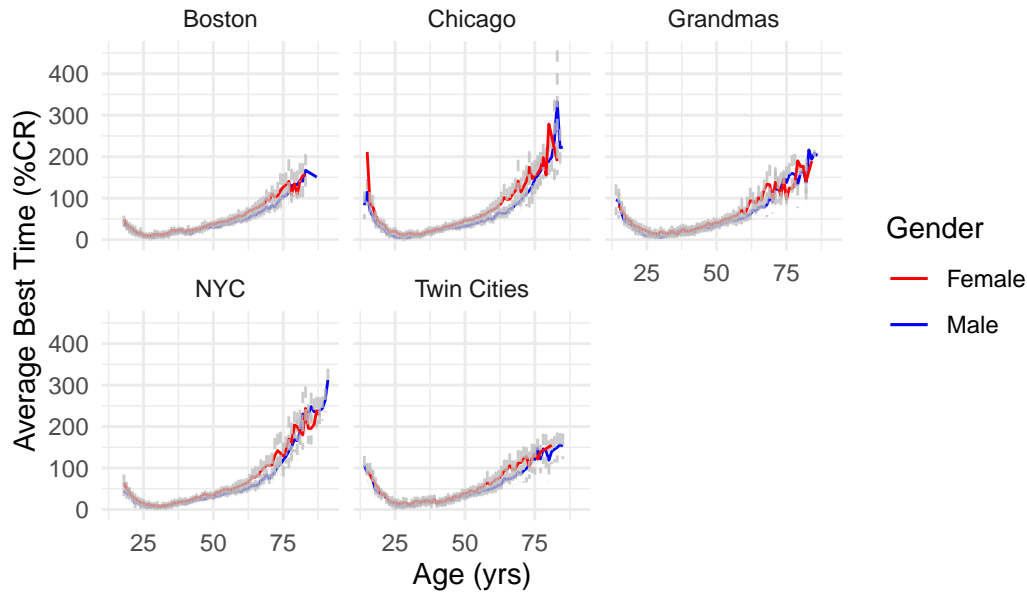 Boston Chicago Grandmas
400
300
200
100
0
25 50 75
NYC Twin Cities
400
300
200
100
0
25 50 75 25 50 75
Average Best Time (%CR)
Age (yrs)
Gender
Female
Male